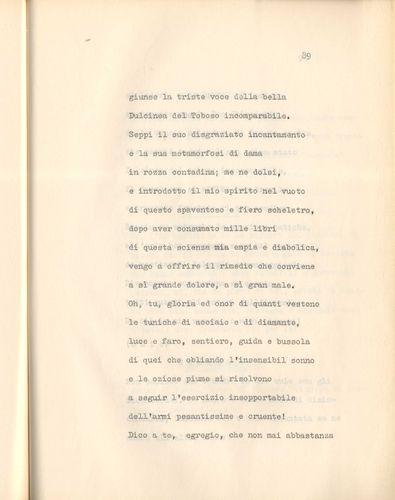 89
giunse la triste voce della bella
Dulcinea del Toboso incomparabile.
Seppi il suo disgraziato incantamento
e la sua metamorfosi di dama
in rozza contadina; me ne dolsi,
e introdotto il mio spirito nel vuoto
di questo spaventoso e fiero scheletro,
dopo aver consumato mille libri
di questa scienza mia empia e diabolica,
vengo a offrire il rimedio che conviene
a sì grande dolore, a sì gran male.
Oh, tu, gloria ed onor di quanti vestono
le tuniche di acciaio e di diamante,
luce e faro, sentiero, guida e bussola
di quei che obliando l'insensibil sonno
e le oziose piume si risolvono
a seguir l'esercizio insopportabile
dell'armi pesantissime e cruente!
Dico a te, egregio, che non mai abbastanza